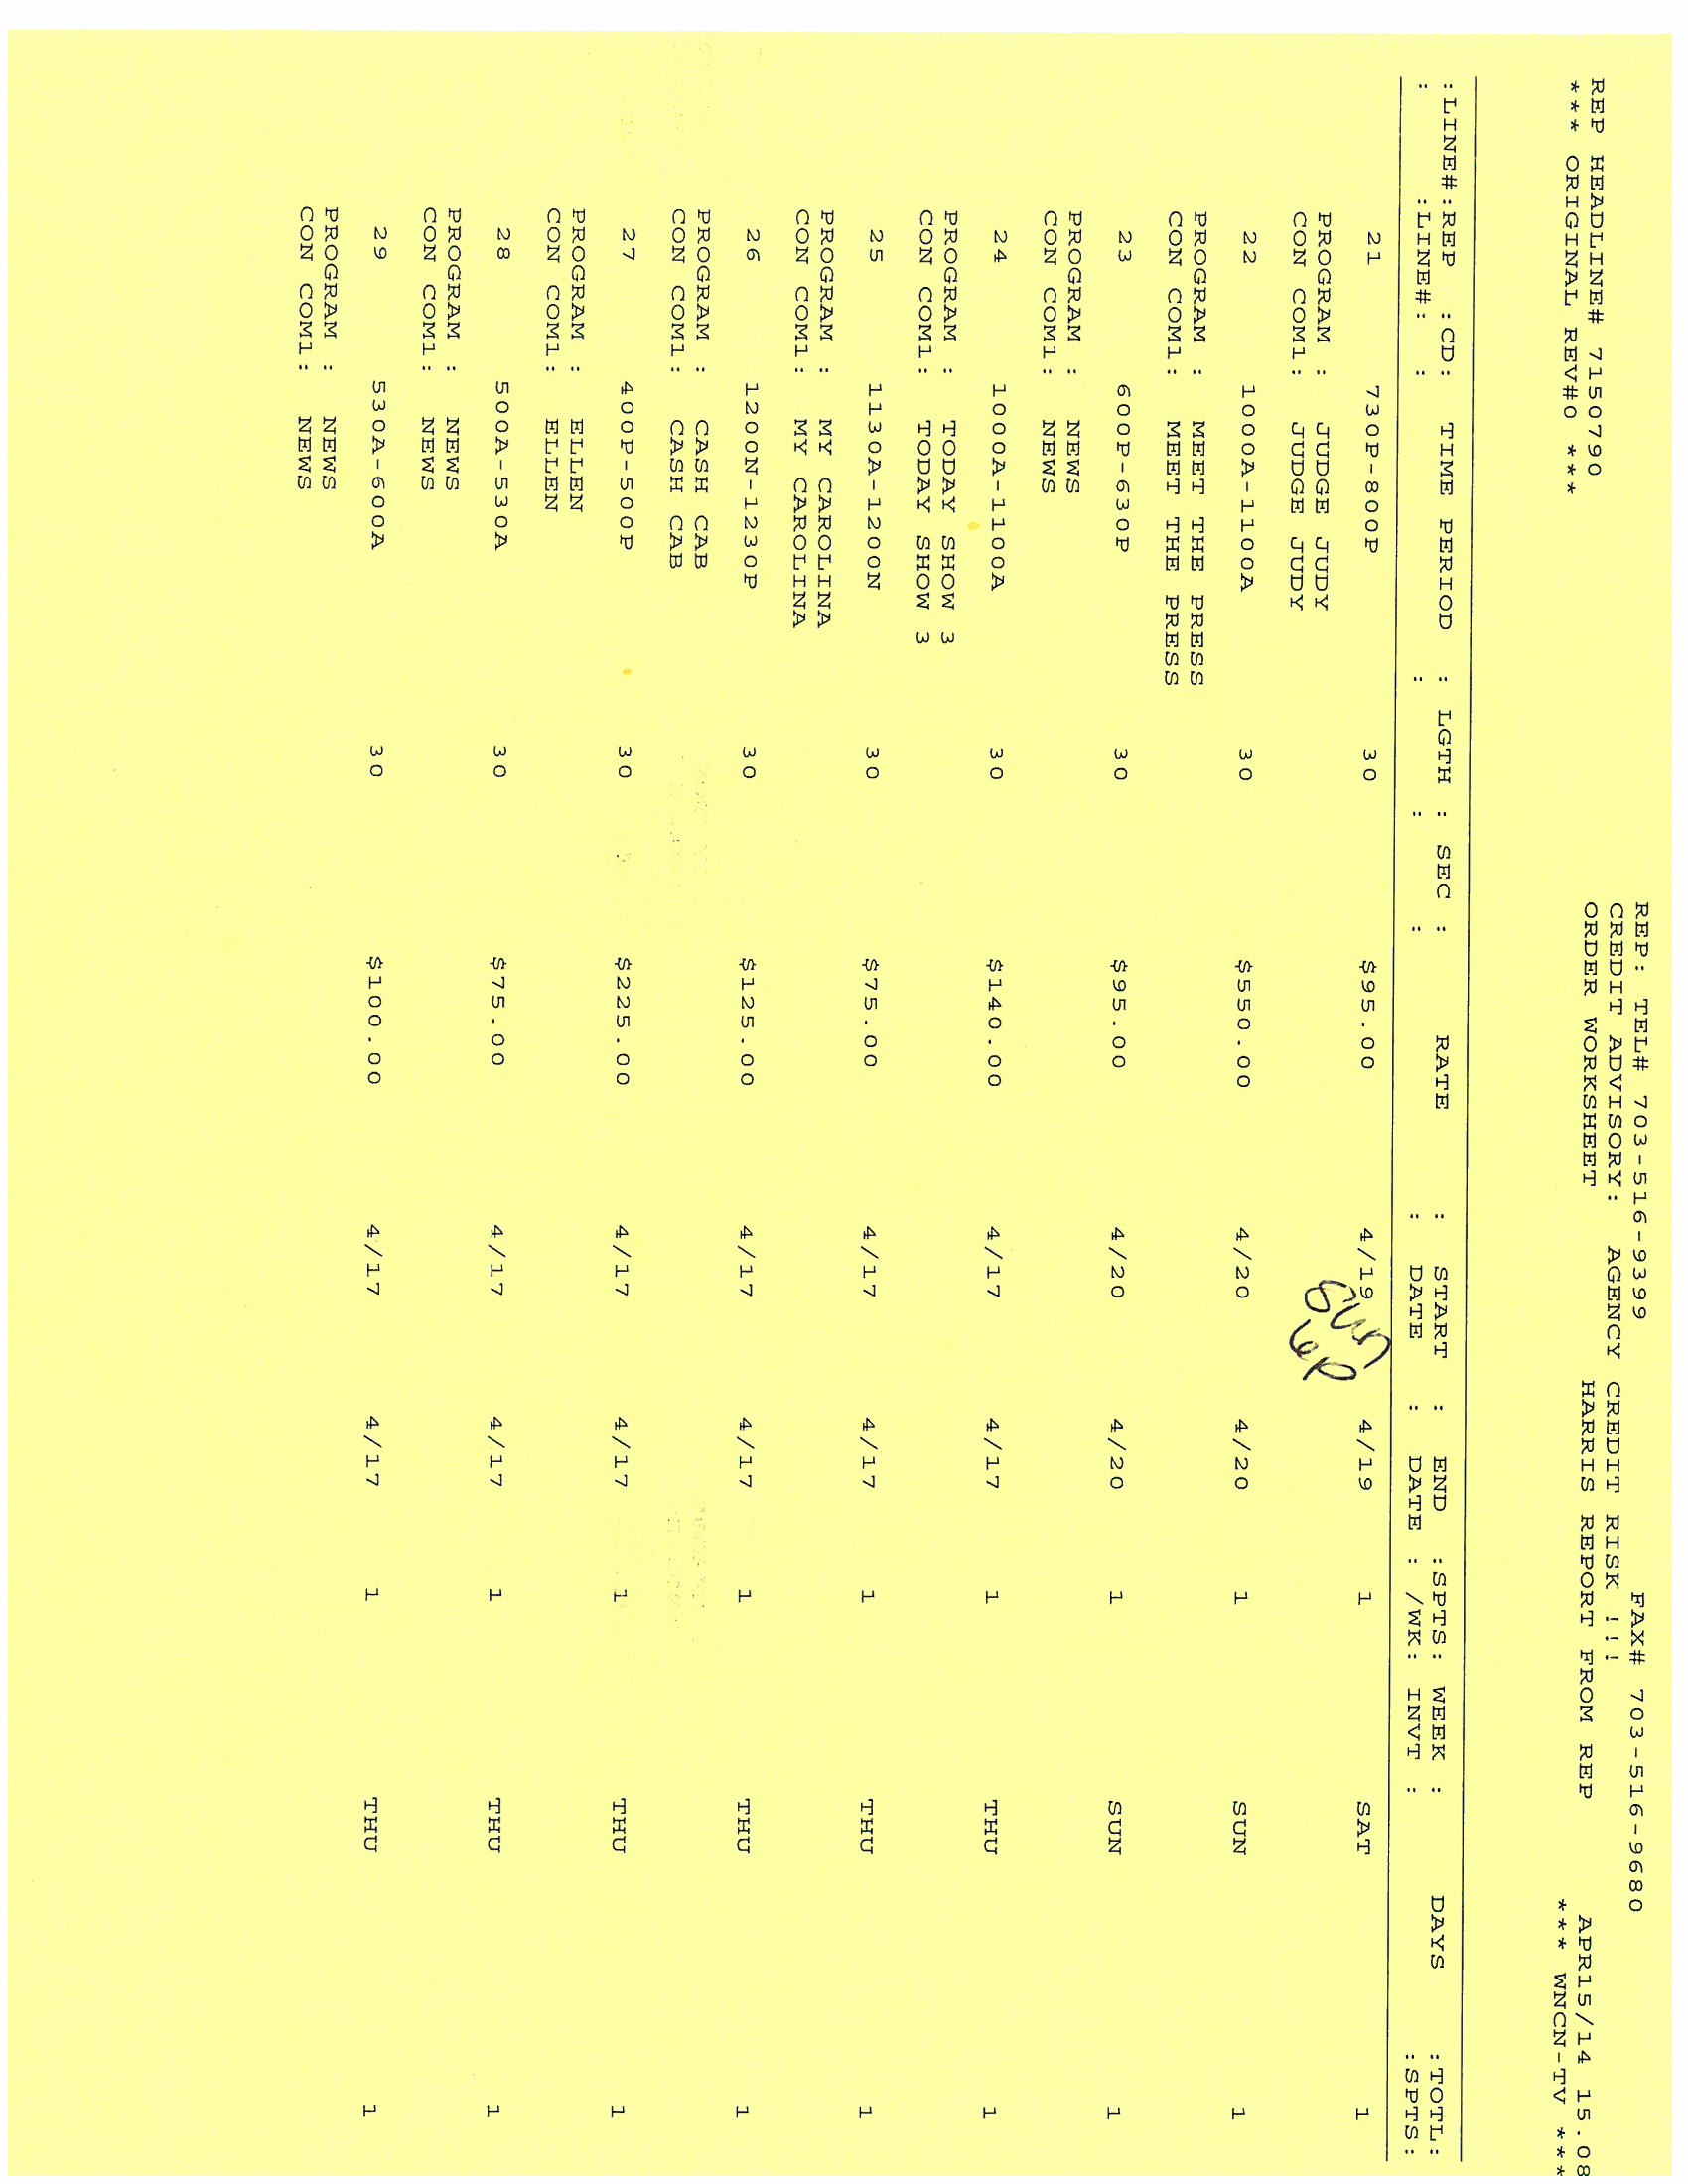 REP: TEL# 703-516-9399 FAX# 703-516-9680
CREDIT ADVISORY: AGENCY CREDIT RISK !!!
REP HEADLINE# 7150790 ORDER WORKSHEET HARRIS REPORT FROM REP APR15/14 15.08
*** ORIGINAL REV#0 *** *** WNCN-TV ***
:LINE#:REP :CD: TIME PERIOD : LGTH : SEC : RATE : START : END :SPTS: WEEK : DAYS :TOTL:
: :LINE#: : : : : DATE : DATE : /WK: INVT : :SPTS:
21 730P-800P 30 $95.00 4/19 4/19 1 SAT 1
PROGRAM : JUDGE JUDY
CON COM1: JUDGE JUDY
Sun
6p
22 1000A-1100A 30 $550.00 4/20 4/20 1 SUN 1
PROGRAM : MEET THE PRESS
CON COM1: MEET THE PRESS
23 600P-630P 30 $95.00 4/20 4/20 1 SUN 1
PROGRAM : NEWS
CON COM1: NEWS
24 1000A-1100A 30 $140.00 4/17 4/17 1 THU 1
PROGRAM : TODAY SHOW 3
CON COM1: TODAY SHOW 3
25 1130A-1200N 30 $75.00 4/17 4/17 1 THU 1
PROGRAM : MY CAROLINA
CON COM1: MY CAROLINA
26 1200N-1230P 30 $125.00 4/17 4/17 1 THU 1
PROGRAM : CASH CAB
CON COM1: CASH CAB
27 400P-500P 30 $225.00 4/17 4/17 1 THU 1
PROGRAM : ELLEN
CON COM1: ELLEN
28 500A-530A 30 $75.00 4/17 4/17 1 THU 1
PROGRAM : NEWS
CON COM1: NEWS
29 530A-600A 30 $100.00 4/17 4/17 1 THU 1
PROGRAM : NEWS
CON COM1: NEWS